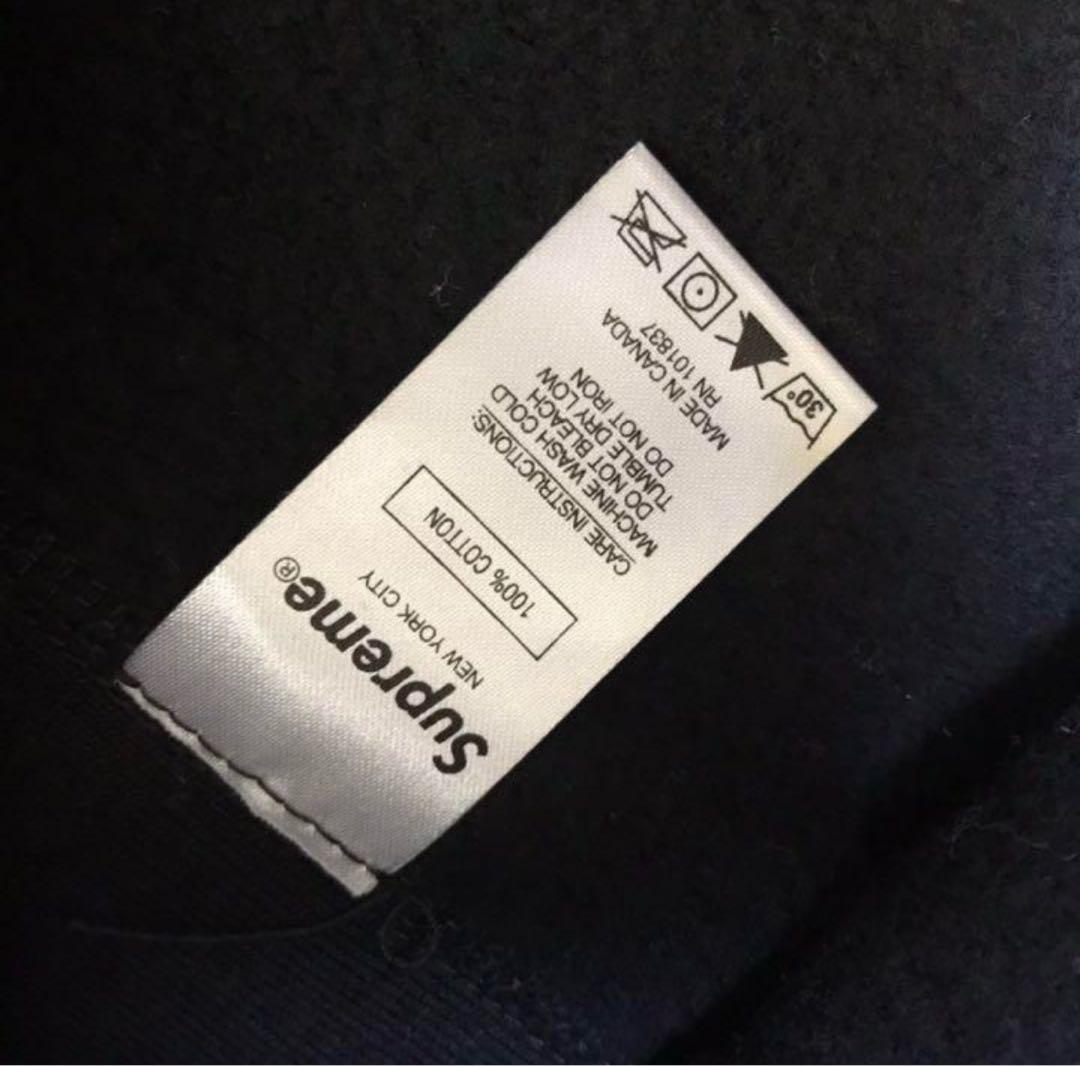 Supreme®
NEW YORK CITY
100% COTTON
CARE INSTRUCTIONS:
MACHINE WASH COLD
DO NOT BLEACH
TUMBLE DRY LOW
DO NOT IRON
MADE IN CANADA
RN 101837
30°